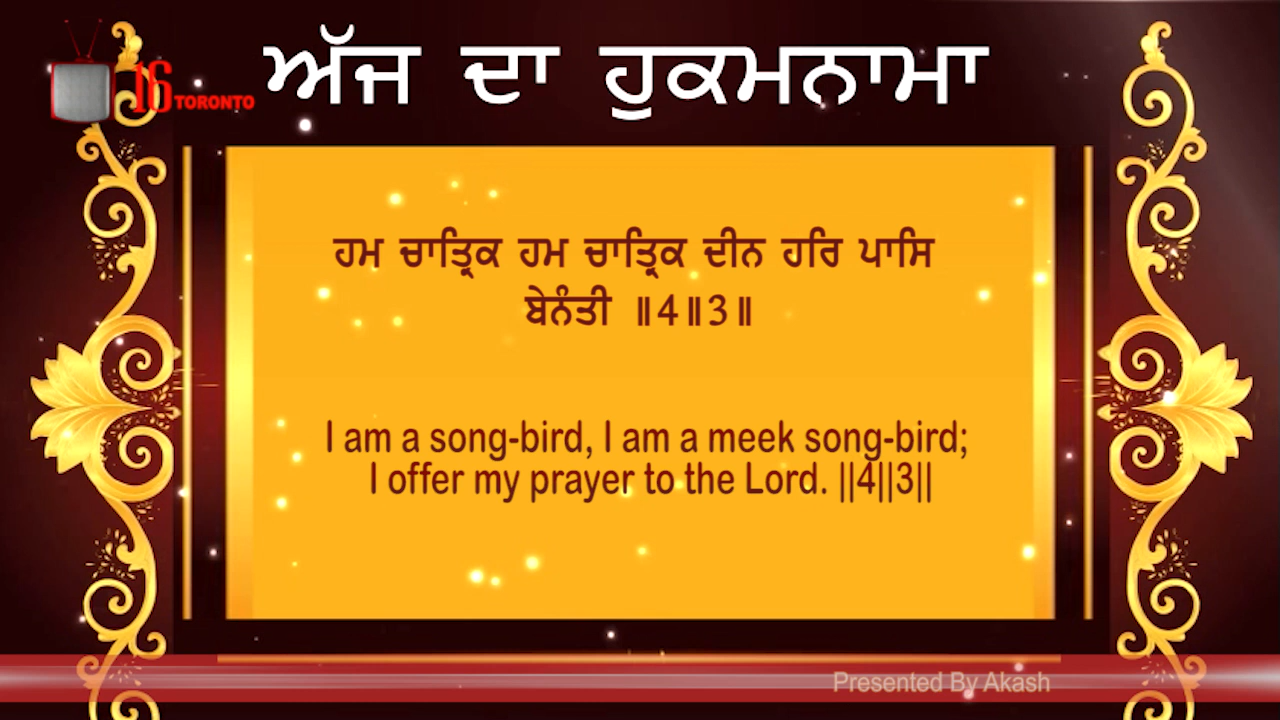 ਅੱਜ ਦਾ ਹੁਕਮਨਾਮਾ
16 TORONTO
ਹਮ ਚਾਤ੍ਰਿਕ ਹਮ ਚਾਤ੍ਰਿਕ ਦੀਨ ਹਰਿ ਪਾਸਿ
ਬੇਨੰਤੀ ॥4॥3॥
I am a song-bird, I am a meek song-bird;
I offer my prayer to the Lord. ||4||3||
Presented By Akash